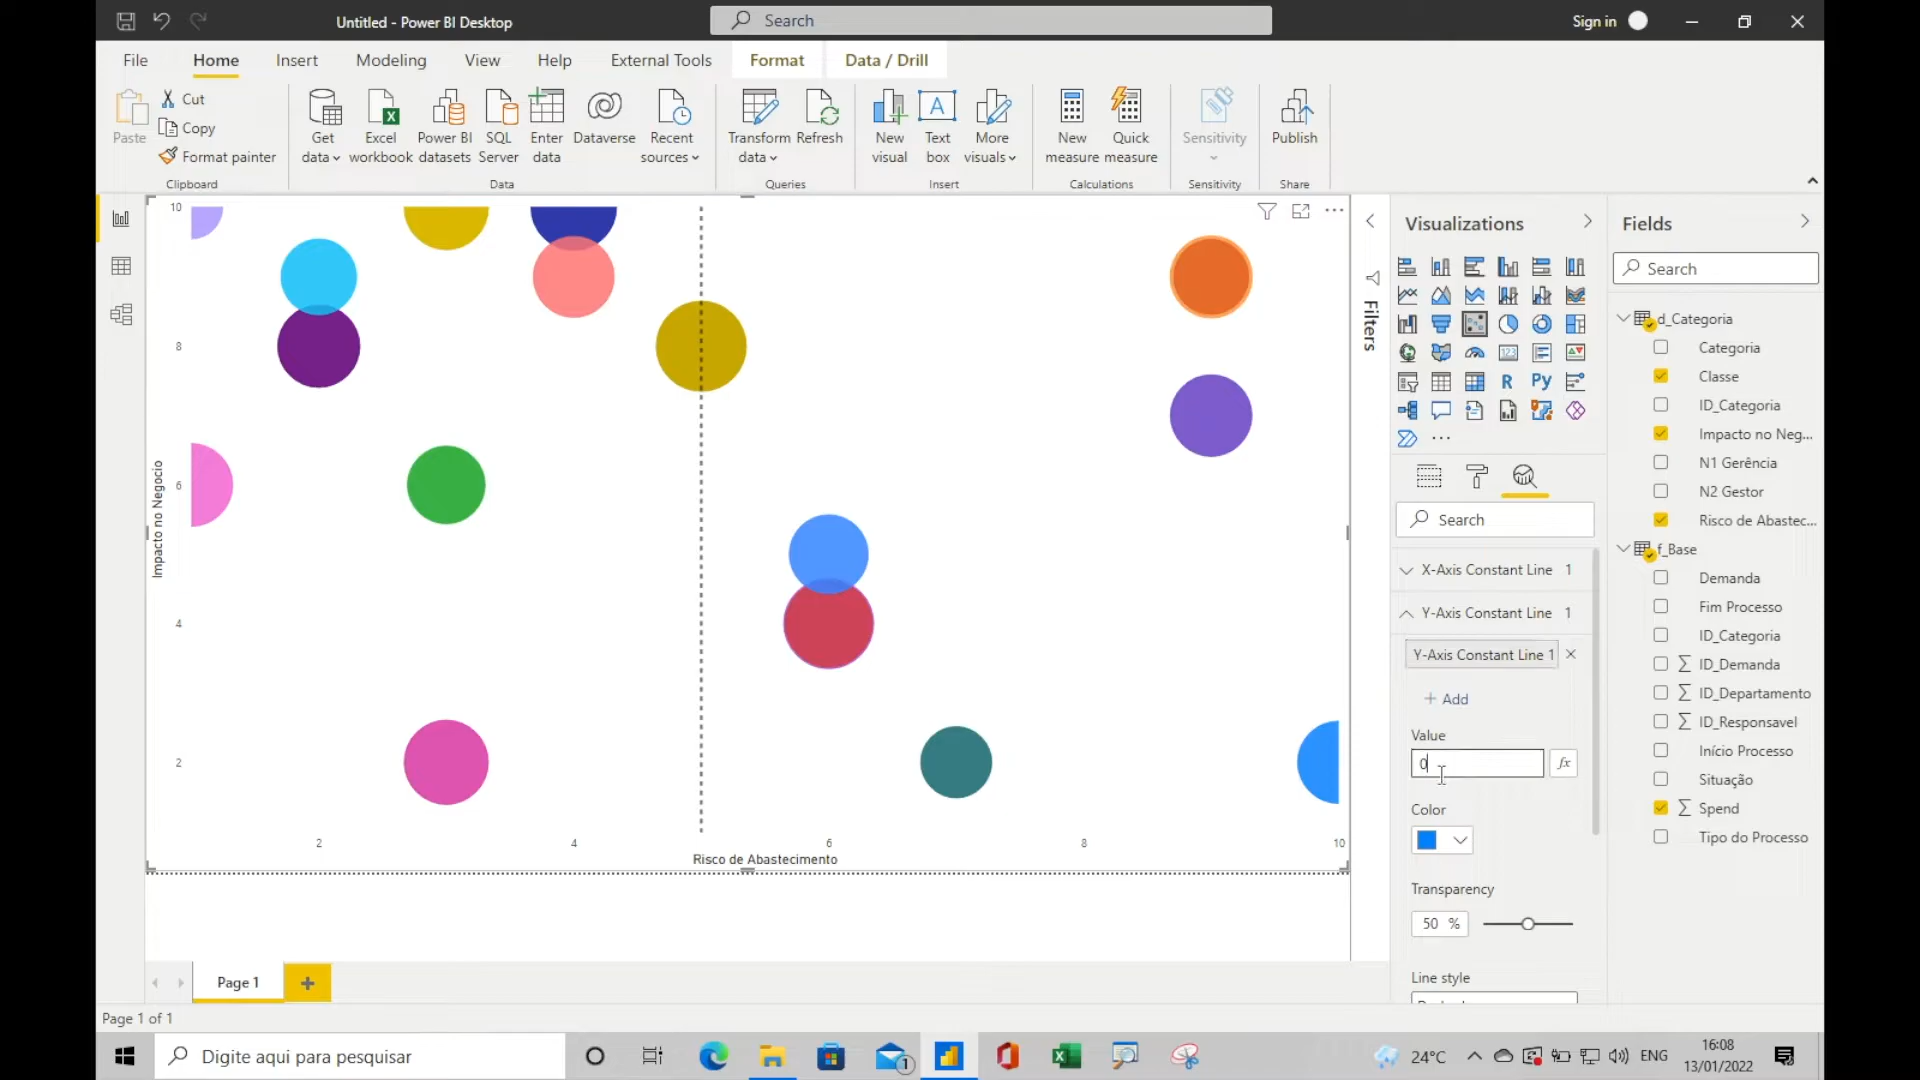 Untitled - Power BI Desktop
Search
Sign in
File
Home
Insert
Modeling
View
Help
External Tools
Format
Data / Drill
Paste
Cut
Copy
Format painter
Clipboard
Get data
Excel workbook
Power BI datasets
SQL Server
Enter data
Dataverse
Recent sources
Data
Transform data
Refresh
Queries
New visual
Text box
More visuals
Insert
New measure
Quick measure
Calculations
Sensitivity
Sensitivity
Publish
Share
10
8
6
4
2
Impacto no Negocio
2
4
6
8
10
Risco de Abastecimento
Filters
Visualizations
R
Py
123
Search
X-Axis Constant Line 1
Y-Axis Constant Line 1
Y-Axis Constant Line 1
+ Add
Value
0
fx
Color
Transparency
50 %
Line style
Fields
Search
d_Categoria
Categoria
Classe
ID_Categoria
Impacto no Neg...
N1 Gerência
N2 Gestor
Risco de Abastec...
f_Base
Demanda
Fim Processo
ID_Categoria
∑ ID_Demanda
∑ ID_Departamento
∑ ID_Responsavel
Início Processo
Situação
∑ Spend
Tipo do Processo
Page 1
Page 1 of 1
Digite aqui para pesquisar
1
24°C
ENG
16:08
13/01/2022